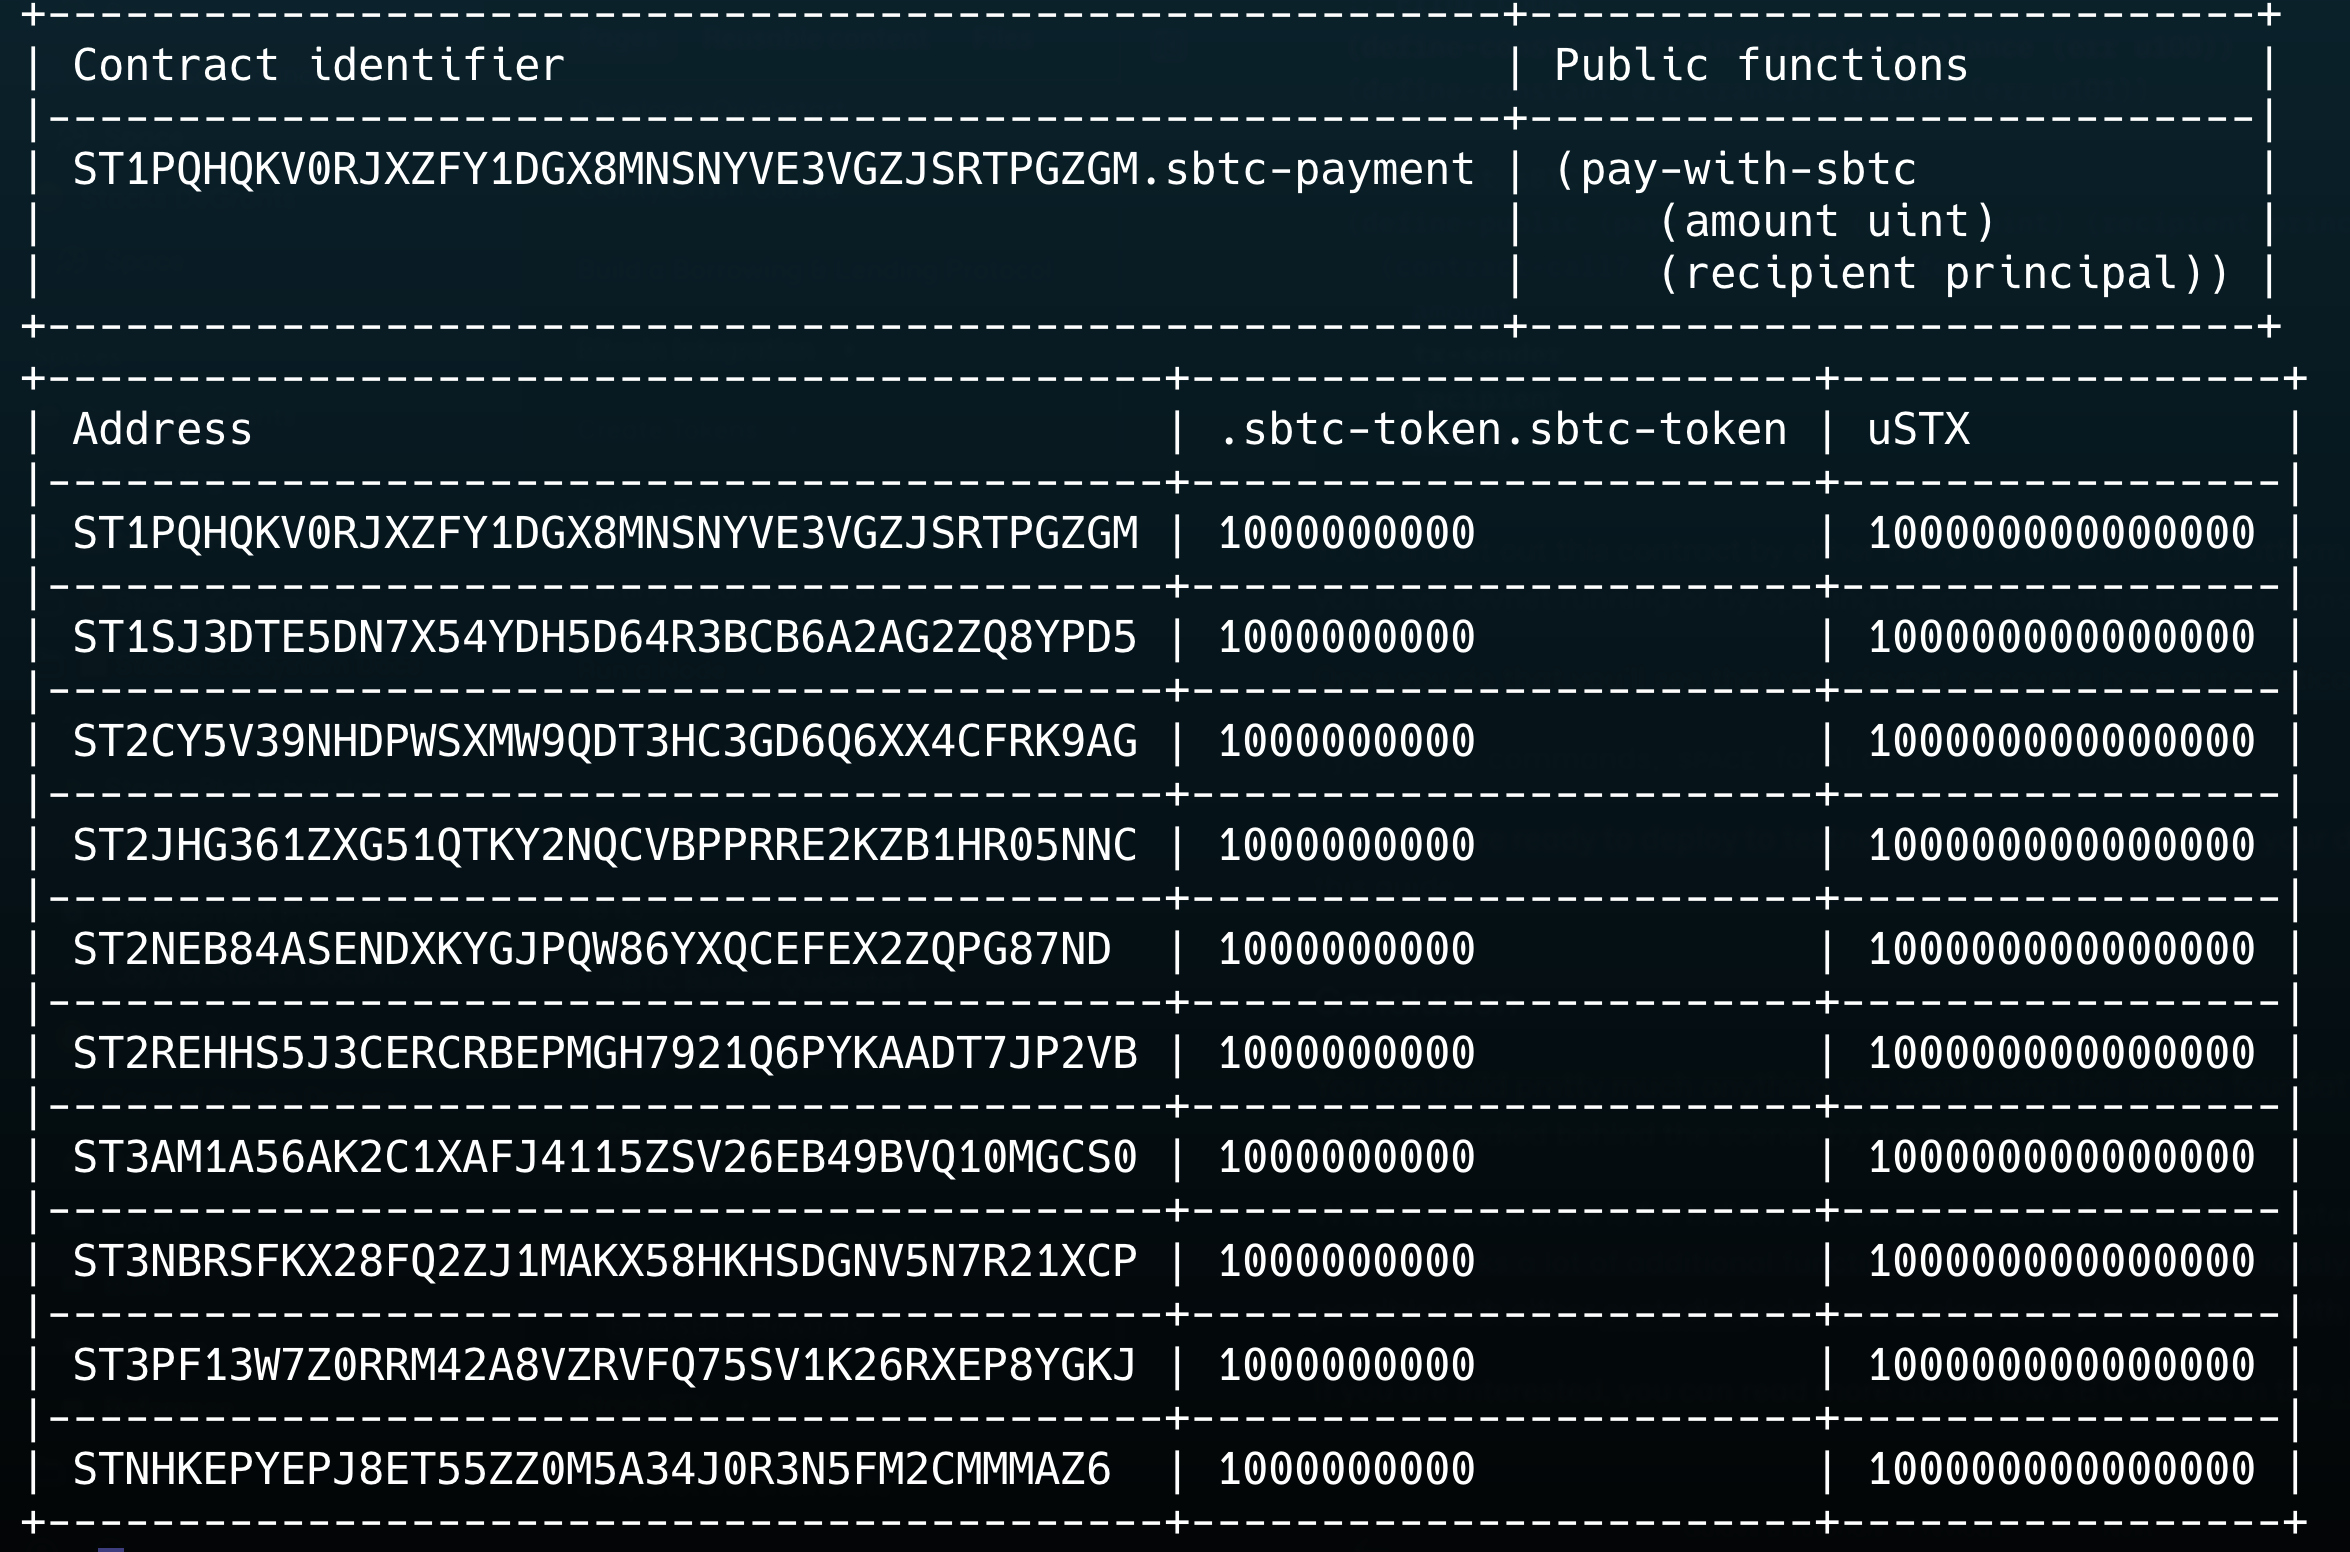 +--------------------------------------------------------+----------------------------+
| Contract identifier | Public functions |
|--------------------------------------------------------+----------------------------|
| ST1PQHQKV0RJXZFY1DGX8MNSNYVE3VGZJSRTPGZGM.sbtc-payment | (pay-with-sbtc |
| | (amount uint) |
| | (recipient principal)) |
+--------------------------------------------------------+----------------------------+
+-------------------------------------------+------------------------+-----------------+
| Address | .sbtc-token.sbtc-token | uSTX |
|-------------------------------------------+------------------------+-----------------|
| ST1PQHQKV0RJXZFY1DGX8MNSNYVE3VGZJSRTPGZGM | 1000000000 | 100000000000000 |
|-------------------------------------------+------------------------+-----------------|
| ST1SJ3DTE5DN7X54YDH5D64R3BCB6A2AG2ZQ8YPD5 | 1000000000 | 100000000000000 |
|-------------------------------------------+------------------------+-----------------|
| ST2CY5V39NHDPWSXMW9QDT3HC3GD6Q6XX4CFRK9AG | 1000000000 | 100000000000000 |
|-------------------------------------------+------------------------+-----------------|
| ST2JHG361ZXG51QTKY2NQCVBPPRRE2KZB1HR05NNC | 1000000000 | 100000000000000 |
|-------------------------------------------+------------------------+-----------------|
| ST2NEB84ASENDXKYGJPQW86YXQCEFEX2ZQPG87ND | 1000000000 | 100000000000000 |
|-------------------------------------------+------------------------+-----------------|
| ST2REHHS5J3CERCRBEPMGH7921Q6PYKAADT7JP2VB | 1000000000 | 100000000000000 |
|-------------------------------------------+------------------------+-----------------|
| ST3AM1A56AK2C1XAFJ4115ZSV26EB49BVQ10MGCS0 | 1000000000 | 100000000000000 |
|-------------------------------------------+------------------------+-----------------|
| ST3NBRSFKX28FQ2ZJ1MAKX58HKHSDGNV5N7R21XCP | 1000000000 | 100000000000000 |
|-------------------------------------------+------------------------+-----------------|
| ST3PF13W7Z0RRM42A8VZRVFQ75SV1K26RXEP8YGKJ | 1000000000 | 100000000000000 |
|-------------------------------------------+------------------------+-----------------|
| STNHKEPYEPJ8ET55ZZ0M5A34J0R3N5FM2CMMMAZ6 | 1000000000 | 100000000000000 |
+-------------------------------------------+------------------------+-----------------+